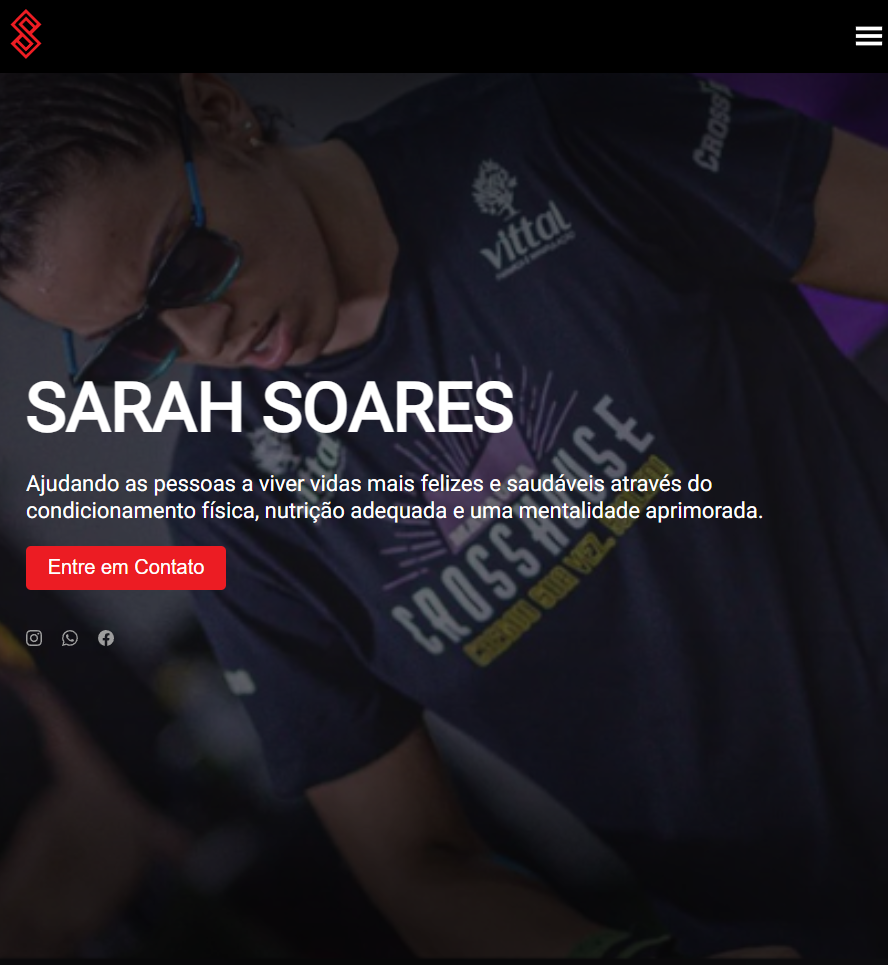 CROSSF
vittal
SARAH SOARES
Ajudando as pessoas a viver vidas mais felizes e saudáveis através do
condicionamento física, nutrição adequada e uma mentalidade aprimorada.
CROSSHOUSE
Entre em Contato